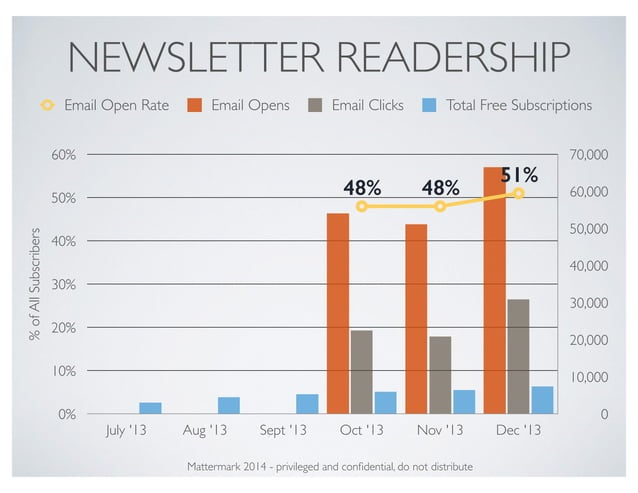 NEWSLETTER READERSHIP
Email Open Rate Email Opens Email Clicks Total Free Subscriptions
60% 70,000
51%
48% 48%
50% 60,000
50,000
40% 40,000
30% 30,000
20% 20,000
10% 10,000
0% 0
% of All Subscribers
July '13 Aug '13 Sept '13 Oct '13 Nov '13 Dec '13
Mattermark 2014 - privileged and confidential, do not distribute